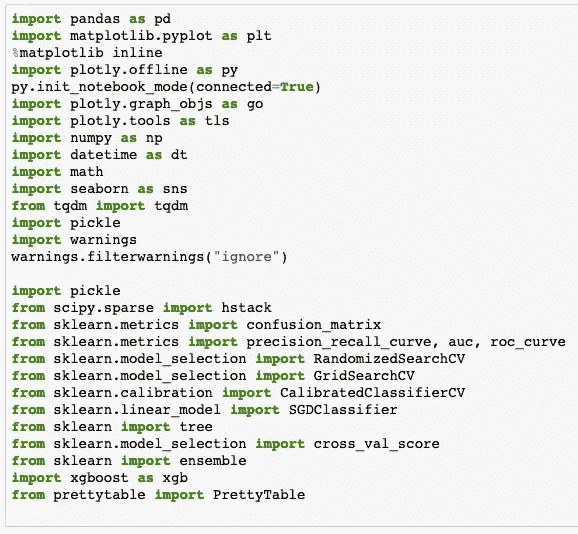 import pandas as pd
import matplotlib.pyplot as plt
%matplotlib inline
import plotly.offline as py
py.init_notebook_mode(connected=True)
import plotly.graph_objs as go
import plotly.tools as tls
import numpy as np
import datetime as dt
import math
import seaborn as sns
from tqdm import tqdm
import pickle
import warnings
warnings.filterwarnings("ignore")

import pickle
from scipy.sparse import hstack
from sklearn.metrics import confusion_matrix
from sklearn.metrics import precision_recall_curve, auc, roc_curve
from sklearn.model_selection import RandomizedSearchCV
from sklearn.model_selection import GridSearchCV
from sklearn.calibration import CalibratedClassifierCV
from sklearn.linear_model import SGDClassifier
from sklearn import tree
from sklearn.model_selection import cross_val_score
from sklearn import ensemble
import xgboost as xgb
from prettytable import PrettyTable